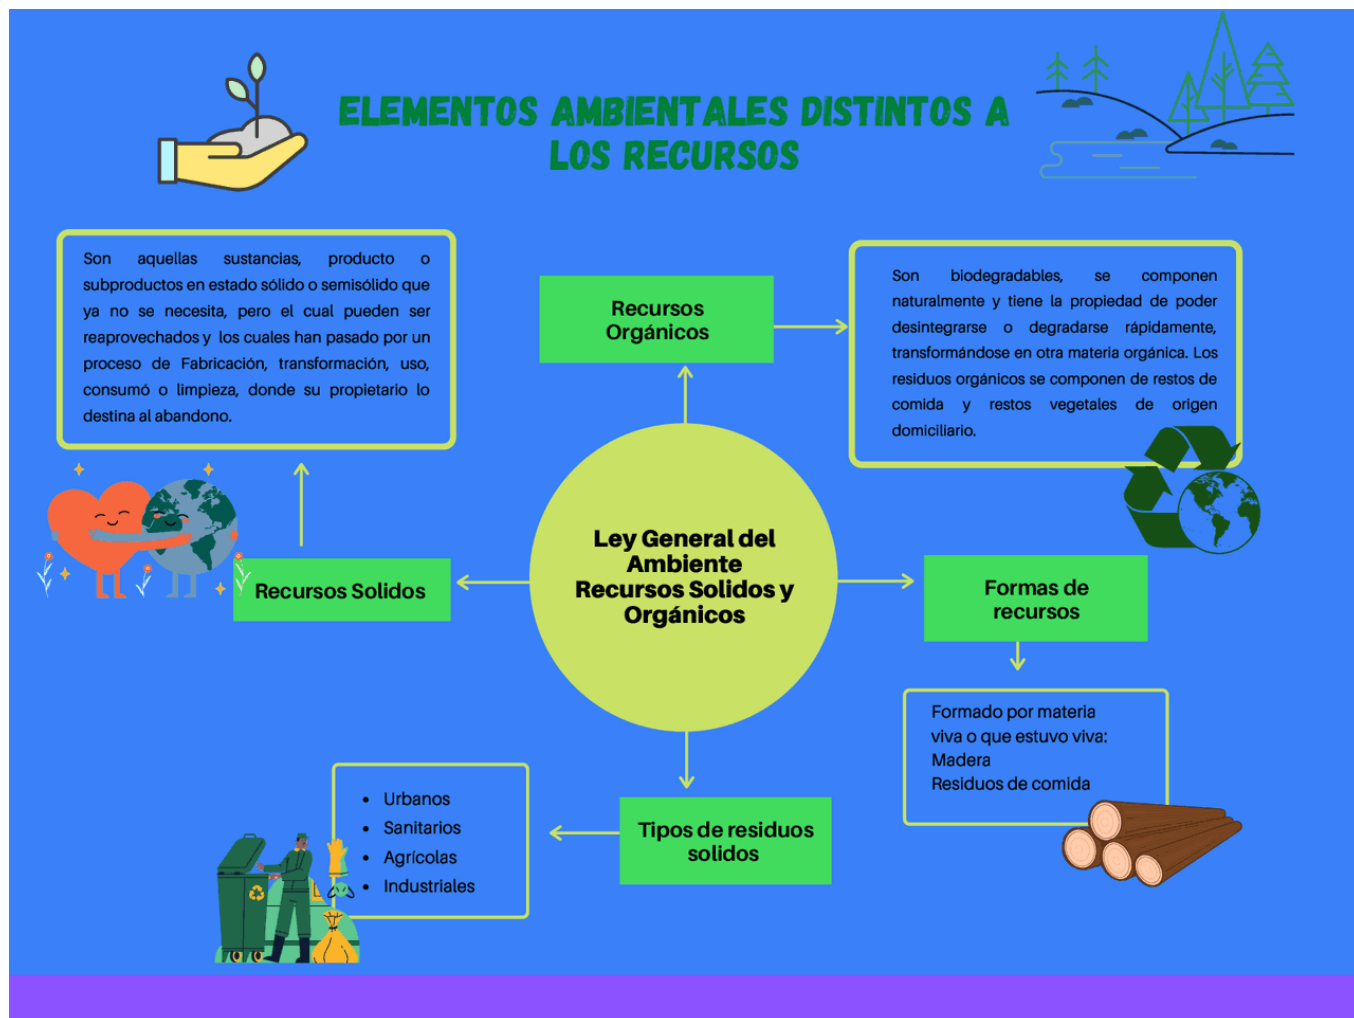 ELEMENTOS AMBIENTALES DISTINTOS A
LOS RECURSOS
Son aquellas sustancias, producto o
subproductos en estado sólido o semisólido que
ya no se necesita, pero el cual pueden ser
reaprovechados y los cuales han pasado por un
proceso de Fabricación, transformación, uso,
consumó o limpieza, donde su propietario lo
destina al abandono.
Recursos
Orgánicos
Son biodegradables, se componen
naturalmente y tiene la propiedad de poder
desintegrarse o degradarse rápidamente,
transformándose en otra materia orgánica. Los
residuos orgánicos se componen de restos de
comida y restos vegetales de origen
domiciliario.
Ley General del
Ambiente
Recursos Solidos y
Orgánicos
Recursos Solidos
Formas de
recursos
Formado por materia
viva o que estuvo viva:
Madera
Residuos de comida
• Urbanos
• Sanitarios
• Agrícolas
• Industriales
Tipos de residuos
solidos